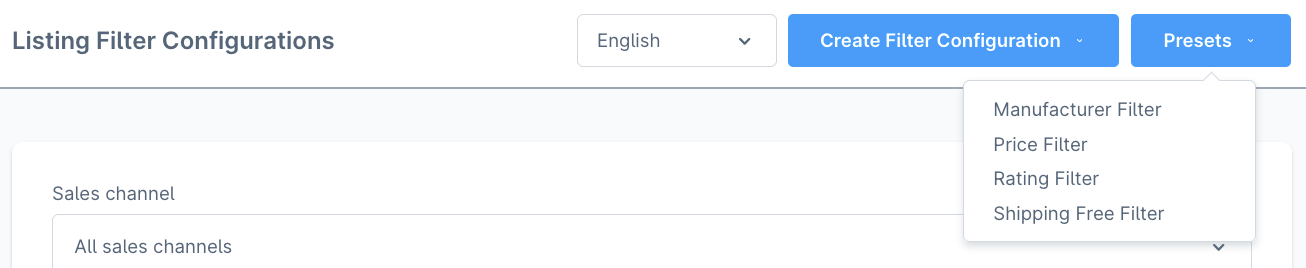 Listing Filter Configurations
English
Create Filter Configuration
Presets
Manufacturer Filter
Price Filter
Rating Filter
Shipping Free Filter
Sales channel
All sales channels